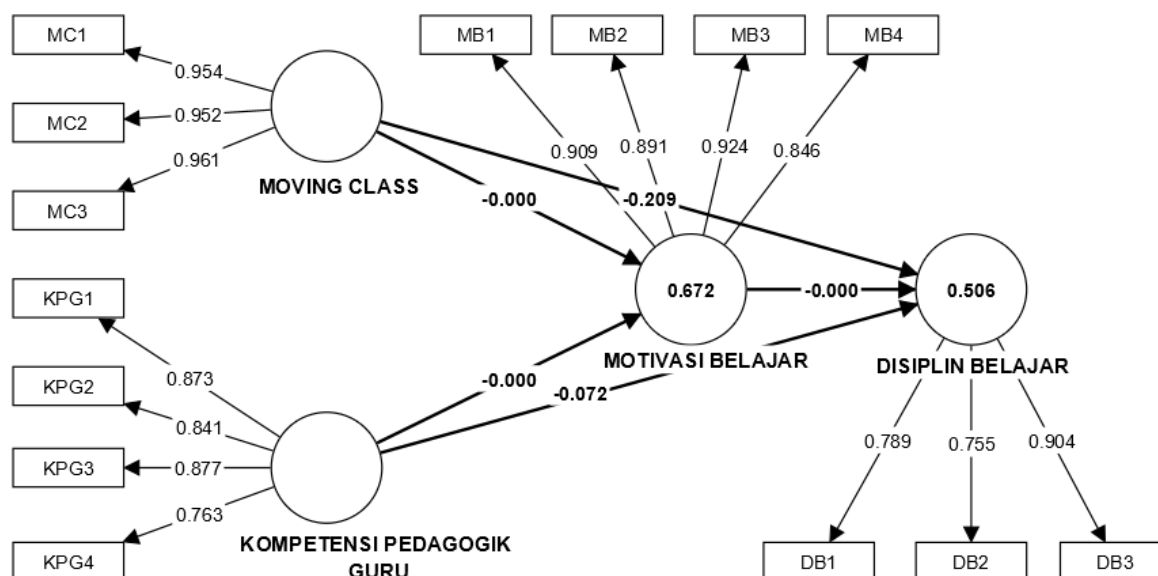 MC1
MC2
MC3
0.954
0.952
0.961
MOVING CLASS
MB1
MB2
MB3
MB4
0.909
0.891
0.924
0.846
-0.000
-0.209
0.672
MOTIVASI BELAJAR
-0.000
0.506
DISIPLIN BELAJAR
KPG1
KPG2
KPG3
KPG4
0.873
0.841
0.877
0.763
-0.000
-0.072
KOMPETENSI PEDAGOGIK
GURU
0.789
0.755
0.904
DB1
DB2
DB3